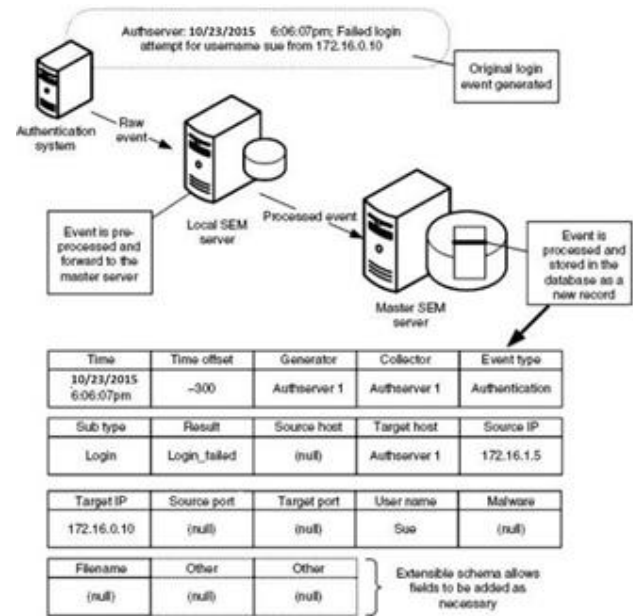 Authserver: 10/23/2015 6:06:07pm; Failed login
attempt for username sue from 172.16.0.10
Original login
event generated
Authentication
system
Raw
event
Local SEM
server
Event is pre-
processed and
forward to the
master server
Processed event
Master SEM
server
Event is
processed and
stored in the
database as a
new record
Time Time offset Generator Collector Event type
10/23/2015
6:06:07pm –300 Authserver 1 Authserver 1 Authentication
Sub type Result Source host Target host Source IP
Login Login_failed (null) Authserver 1 172.16.1.5
Target IP Source port Target port User name Malware
172.16.0.10 (null) (null) Sue (null)
Filename Other Other
(null) (null) (null)
Extensible schema allows
fields to be added as
necessary